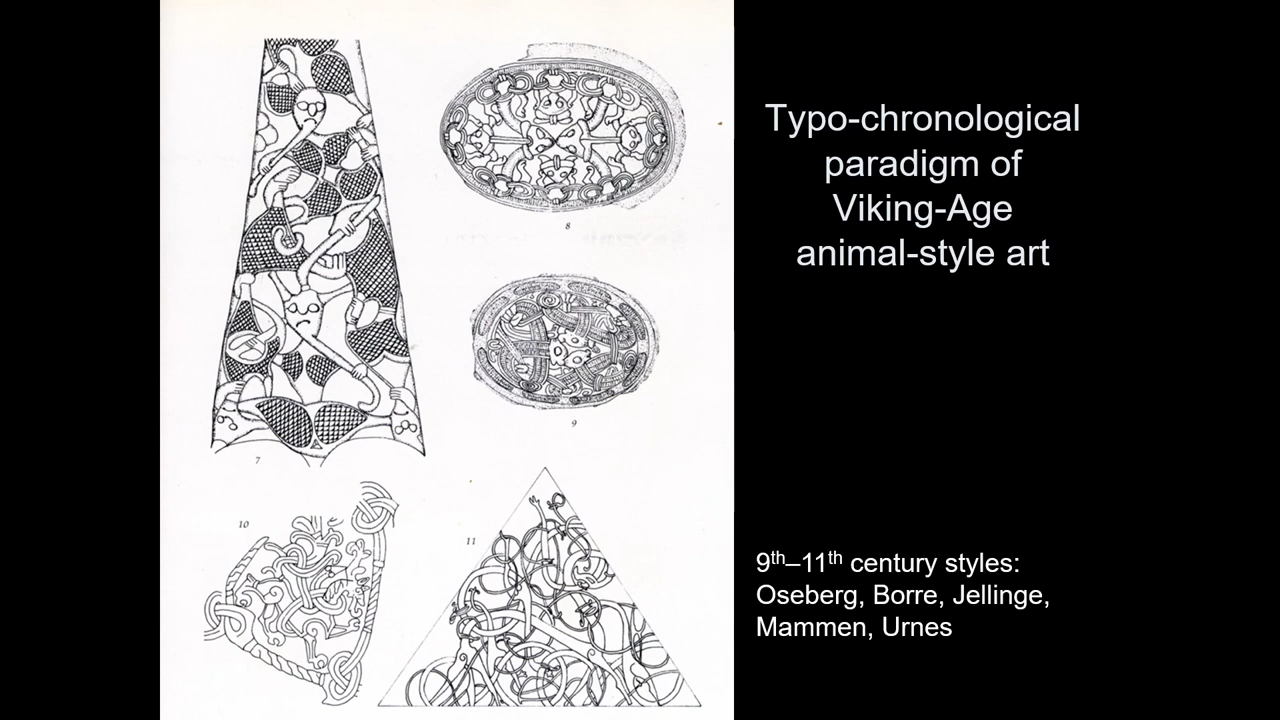 Typo-chronological
paradigm of
Viking-Age
animal-style art
8
9
7
10
11
9th–11th century styles:
Oseberg, Borre, Jellinge,
Mammen, Urnes